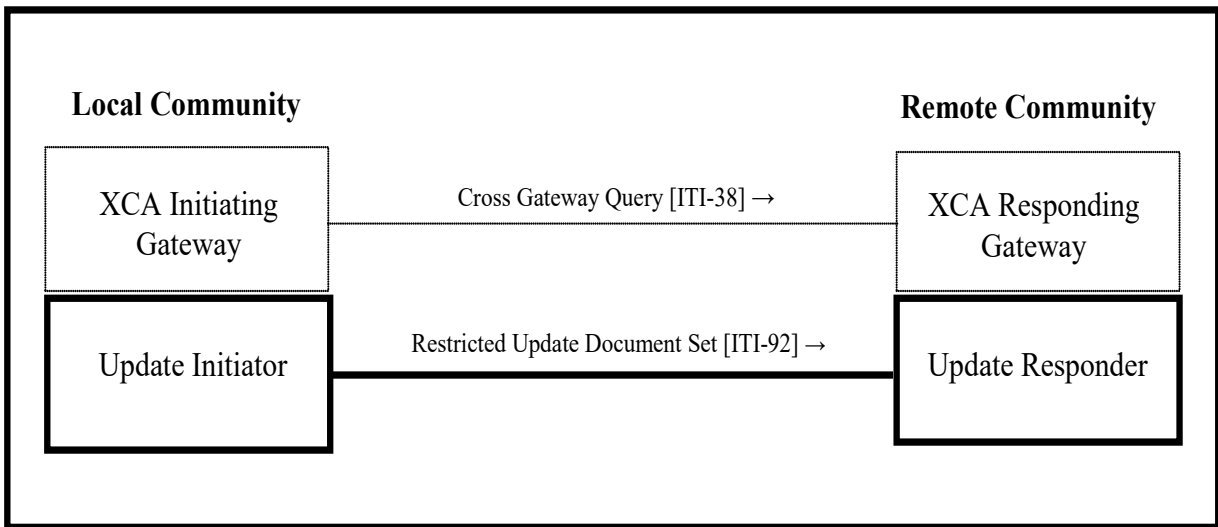 Local Community
Remote Community
XCA Initiating
Gateway
Cross Gateway Query [ITI-38] →
XCA Responding
Gateway
Update Initiator
Restricted Update Document Set [ITI-92] →
Update Responder